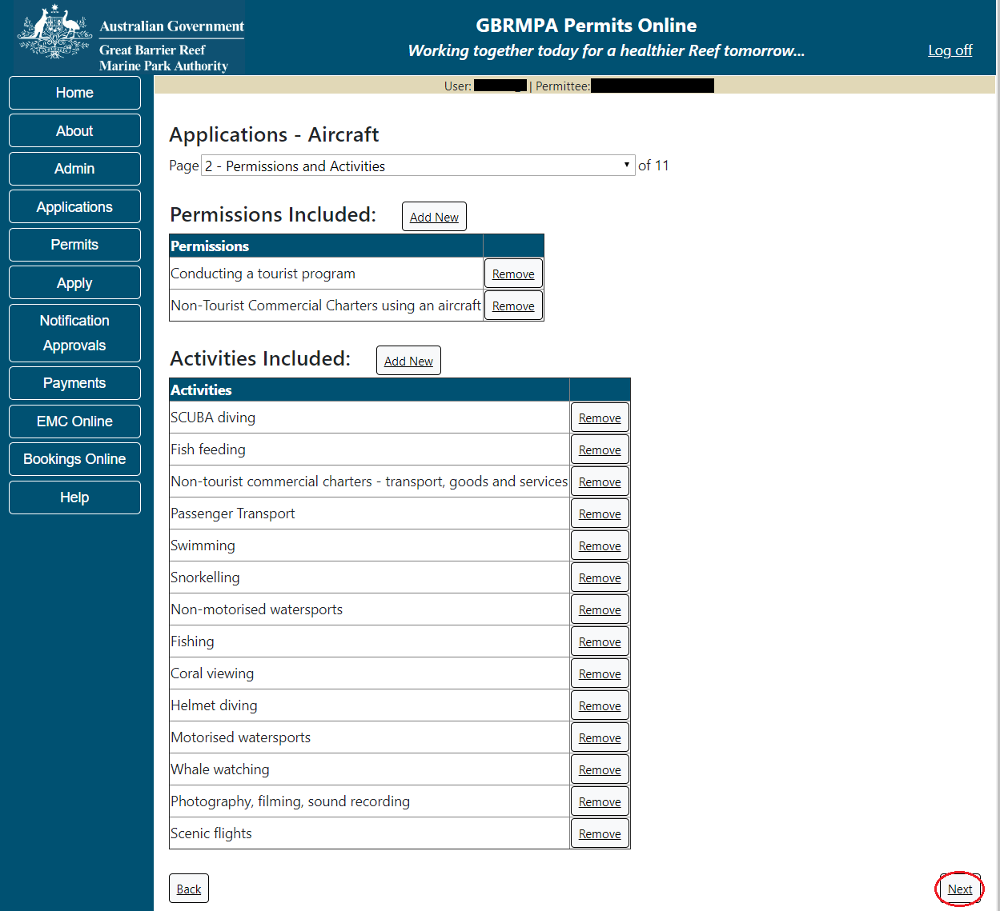 Australian Government
Great Barrier Reef
Marine Park Authority
GBRMPA Permits Online
Working together today for a healthier Reef tomorrow...
Log off
User: | Permittee:
Home
About
Admin
Applications
Permits
Apply
Notification
Approvals
Payments
EMC Online
Bookings Online
Help
Applications - Aircraft
Page 2 - Permissions and Activities of 11
Permissions Included: Add New
Permissions
Conducting a tourist program Remove
Non-Tourist Commercial Charters using an aircraft Remove
Activities Included: Add New
Activities
SCUBA diving Remove
Fish feeding Remove
Non-tourist commercial charters - transport, goods and services Remove
Passenger Transport Remove
Swimming Remove
Snorkelling Remove
Non-motorised watersports Remove
Fishing Remove
Coral viewing Remove
Helmet diving Remove
Motorised watersports Remove
Whale watching Remove
Photography, filming, sound recording Remove
Scenic flights Remove
Back Next